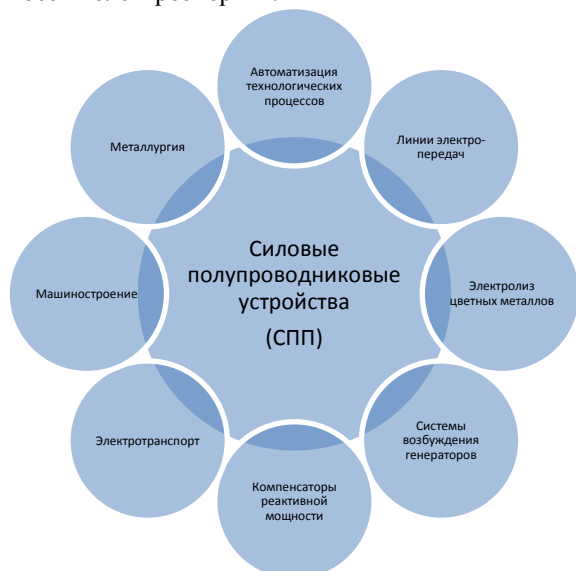 Автоматизация
технологических
процессов
Линии электро-
передач
Электролиз
цветных металлов
Системы
возбуждения
генераторов
Компенсаторы
реактивной
мощности
Электротранспорт
Машиностроение
Металлургия
Силовые
полупроводниковые
устройства
(СПП)